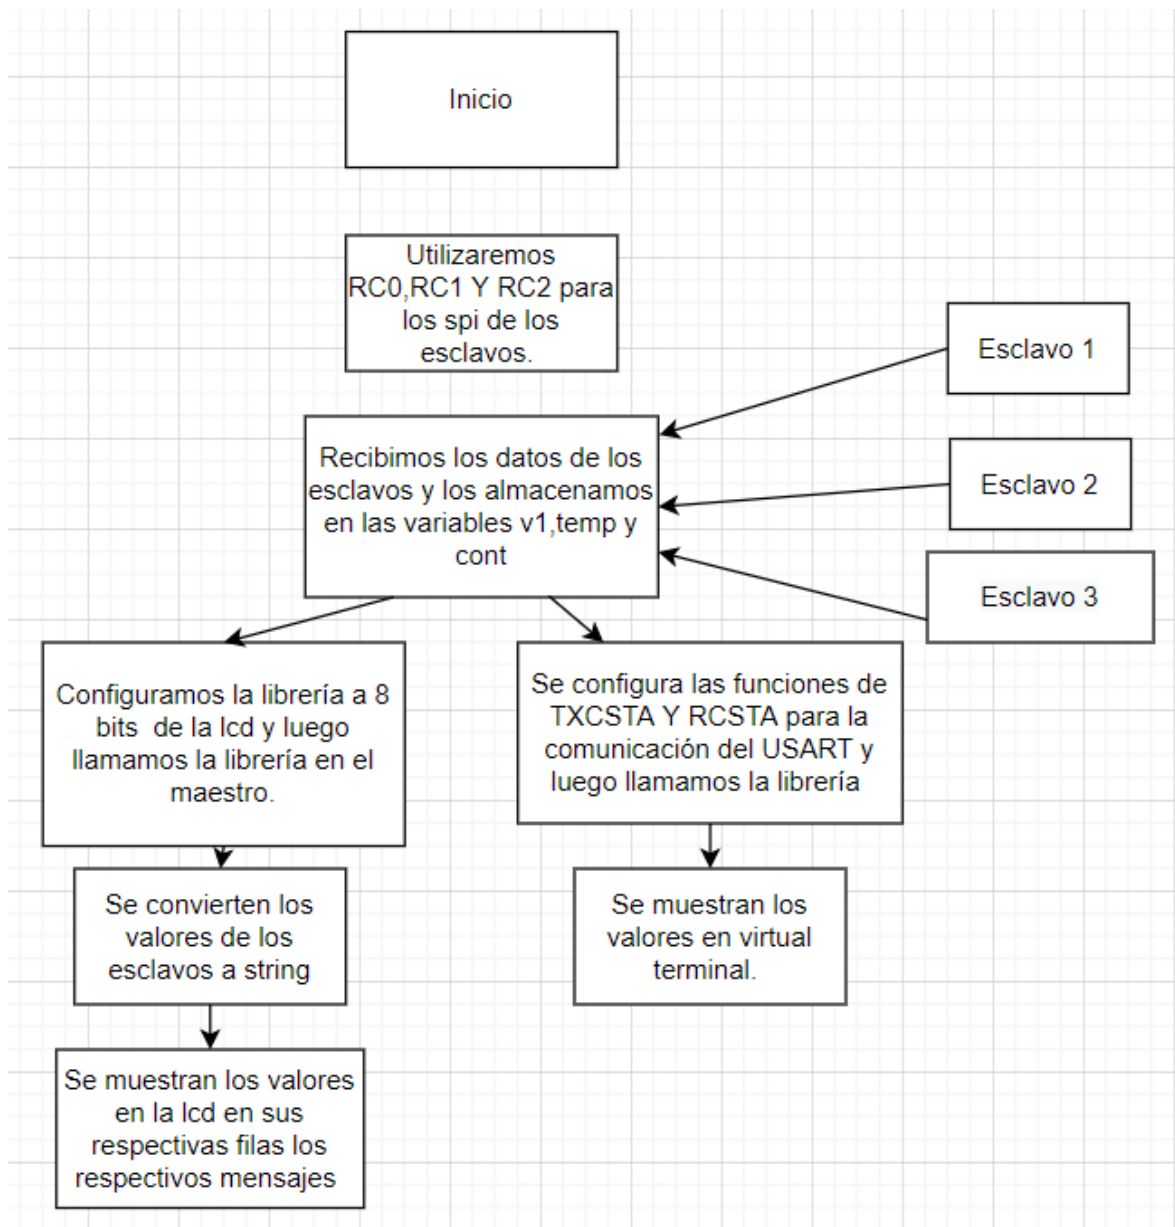 Inicio
Utilizaremos
RC0,RC1 Y RC2 para
los spi de los
esclavos.
Esclavo 1
Recibimos los datos de los
esclavos y los almacenamos
en las variables v1,temp y
cont
Esclavo 2
Esclavo 3
Configuramos la librería a 8
bits de la lcd y luego
llamamos la librería en el
maestro.
Se configura las funciones de
TXCSTA Y RCSTA para la
comunicación del USART y
luego llamamos la librería
Se convierten los
valores de los
esclavos a string
Se muestran los
valores en virtual
terminal.
Se muestran los valores
en la lcd en sus
respectivas filas los
respectivos mensajes